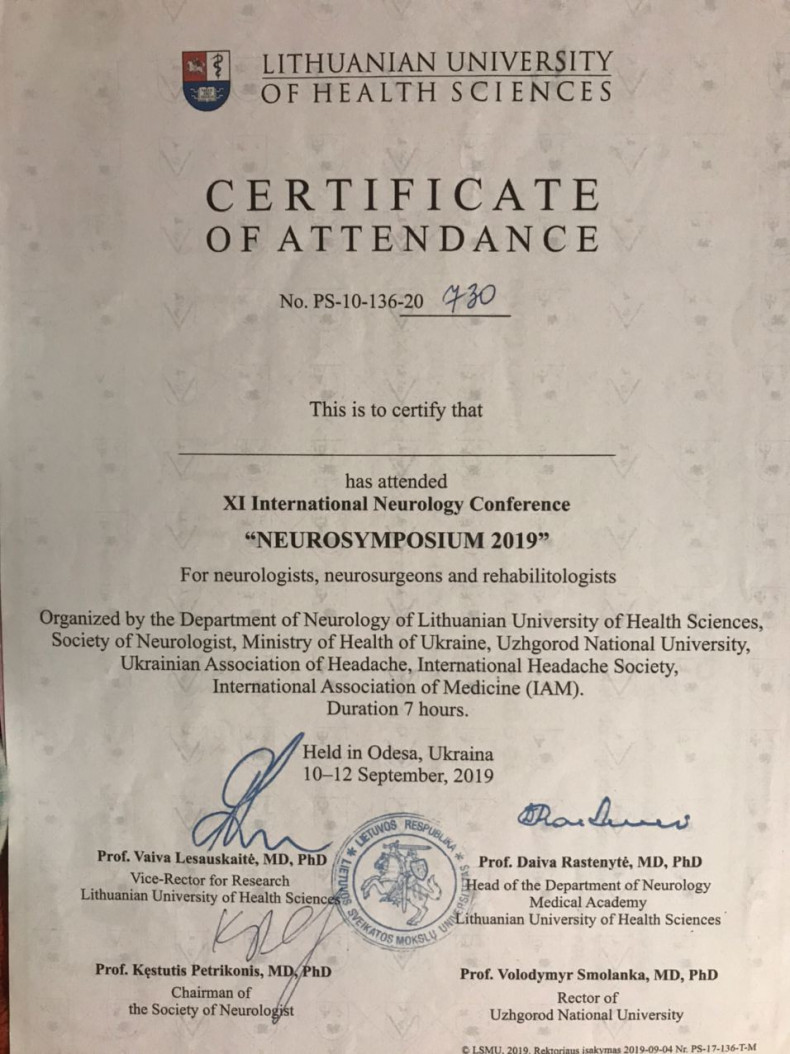 LITHUANIAN UNIVERSITY
OF HEALTH SCIENCES
CERTIFICATE
OF ATTENDANCE
No. PS-10-136-20 730
This is to certify that
has attended
XI International Neurology Conference
“NEUROSYMPOSIUM 2019”
For neurologists, neurosurgeons and rehabilitologists
Organized by the Department of Neurology of Lithuanian University of Health Sciences,
Society of Neurologist, Ministry of Health of Ukraine, Uzhgorod National University,
Ukrainian Association of Headache, International Headache Society,
International Association of Medicine (IAM).
Duration 7 hours.
Held in Odesa, Ukraina
10–12 September, 2019
Prof. Vaiva Lesauskaitė, MD, PhD
Vice-Rector for Research
Lithuanian University of Health Sciences
LIETUVOS RESPUBLIKA
LIETUVOS SVEIKATOS MOKSLŲ UNIVERSITETAS
Prof. Daiva Rastenytė, MD, PhD
Head of the Department of Neurology
Medical Academy
Lithuanian University of Health Sciences
Prof. Kęstutis Petrikonis, MD, PhD
Chairman of
the Society of Neurologist
Prof. Volodymyr Smolanka, MD, PhD
Rector of
Uzhgorod National University
© LSMU, 2019. Rektoriaus įsakymas 2019-09-04 Nr. PS-17-136-T-M